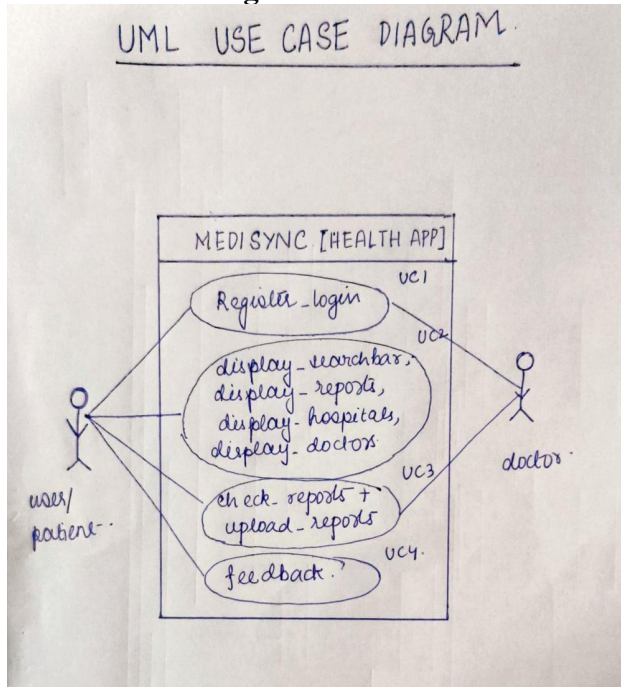 UML USE CASE DIAGRAM.
MEDISYNC [HEALTH APP]
UC1
Register_login
UC2
display_searchbar,
display_reports,
display_hospitals,
display_doctors
UC3
check_reports +
upload_reports
UC4.
feedback.
user/
patient.
doctor.